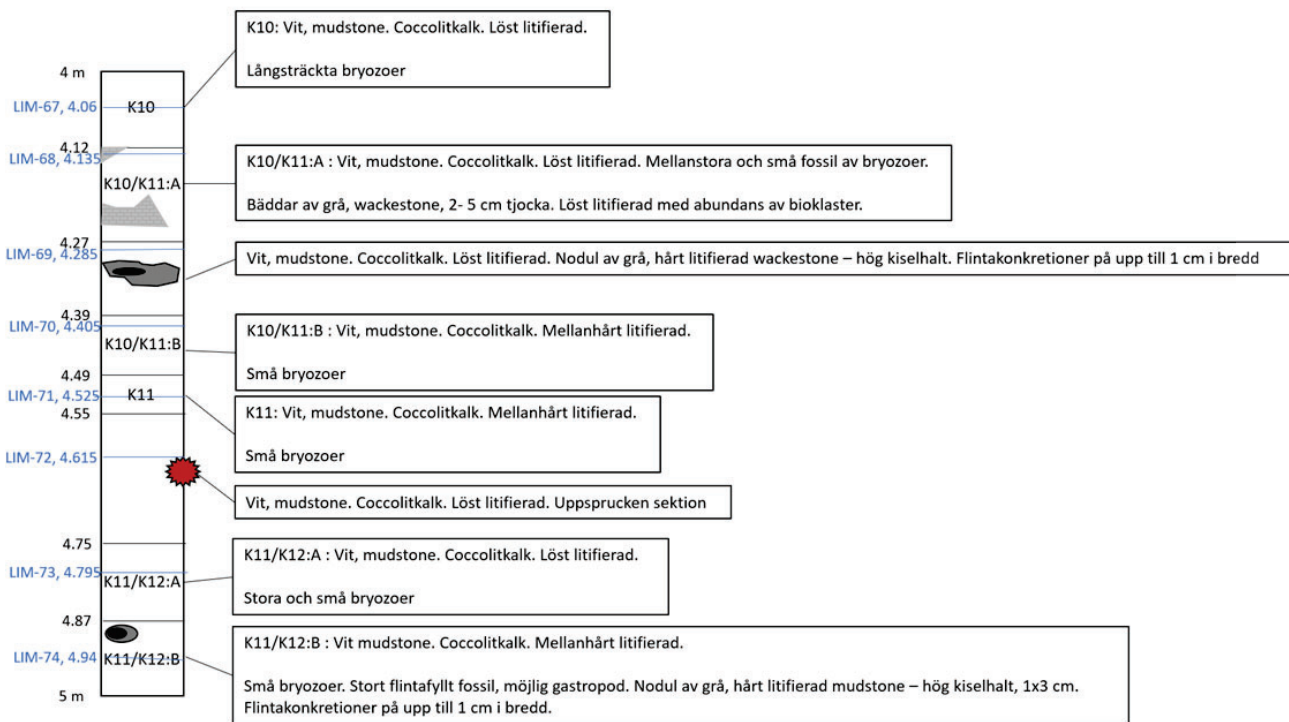 K10: Vit, mudstone. Coccolitkalk. Löst litifierad.
Långsträckta bryozoer
4 m
LIM-67, 4.06
K10
4.12
LIM-68, 4.135
K10/K11:A
K10/K11:A : Vit, mudstone. Coccolitkalk. Löst litifierad. Mellanstora och små fossil av bryozoer.
Bäddar av grå, wackestone, 2- 5 cm tjocka. Löst litifierad med abundans av bioklaster.
4.27
LIM-69, 4.285
Vit, mudstone. Coccolitkalk. Löst litifierad. Nodul av grå, hårt litifierad wackestone – hög kiselhalt. Flintakonkretioner på upp till 1 cm i bredd
4.39
LIM-70, 4.405
K10/K11:B
K10/K11:B : Vit, mudstone. Coccolitkalk. Mellanhårt litifierad.
Små bryozoer
4.49
LIM-71, 4.525
K11
4.55
K11: Vit, mudstone. Coccolitkalk. Mellanhårt litifierad.
Små bryozoer
LIM-72, 4.615
Vit, mudstone. Coccolitkalk. Löst litifierad. Uppsprucken sektion
4.75
LIM-73, 4.795
K11/K12:A
K11/K12:A : Vit, mudstone. Coccolitkalk. Löst litifierad.
Stora och små bryozoer
4.87
LIM-74, 4.94
K11/K12:B
K11/K12:B : Vit mudstone. Coccolitkalk. Mellanhårt litifierad.
Små bryozoer. Stort flintafyllt fossil, möjlig gastropod. Nodul av grå, hårt litifierad mudstone – hög kiselhalt, 1x3 cm.
Flintakonkretioner på upp till 1 cm i bredd.
5 m